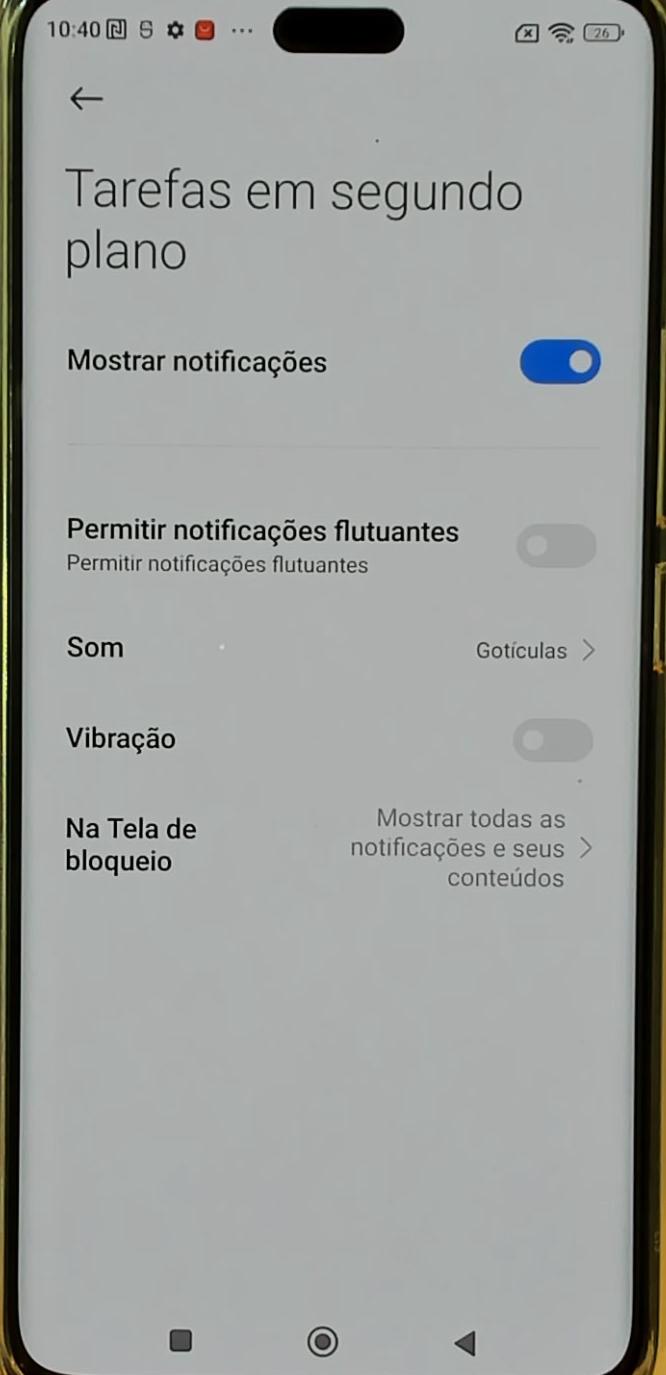 10:40
26
Tarefas em segundo
plano
Mostrar notificações
Permitir notificações flutuantes
Permitir notificações flutuantes
Som
Gotículas
Vibração
Na Tela de
bloqueio
Mostrar todas as
notificações e seus
conteúdos